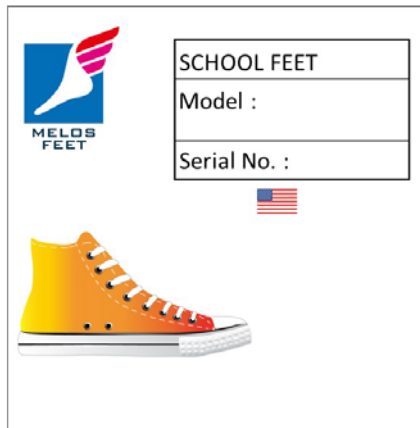 MELOS
FEET
SCHOOL FEET
Model :
Serial No. :